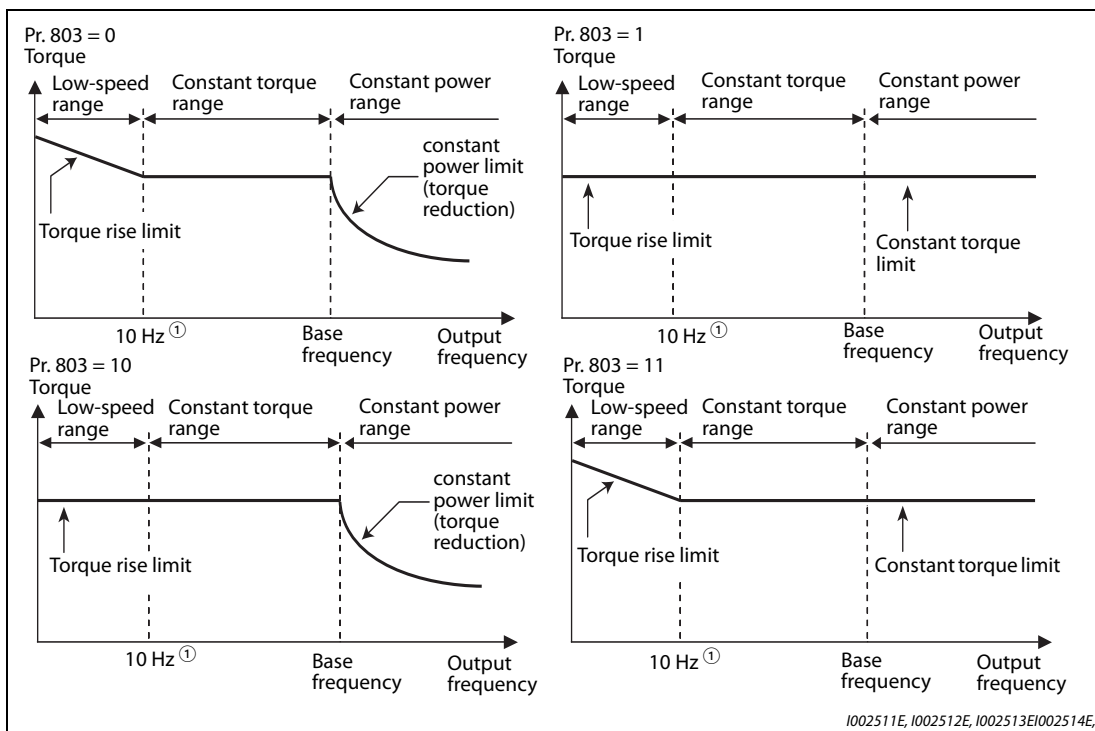 Pr. 803 = 0
Torque
Low-speed
range
Constant torque
range
Constant power
range
constant
power limit
(torque
reduction)
Torque rise limit
10 Hz ①
Base
frequency
Output
frequency
Pr. 803 = 1
Torque
Low-speed
range
Constant torque
range
Constant power
range
Torque rise limit
Constant torque
limit
10 Hz ①
Base
frequency
Output
frequency
Pr. 803 = 10
Torque
Low-speed
range
Constant torque
range
Constant power
range
constant
power limit
(torque
reduction)
Torque rise limit
10 Hz ①
Base
frequency
Output
frequency
Pr. 803 = 11
Torque
Low-speed
range
Constant torque
range
Constant power
range
Torque rise limit
Constant torque limit
10 Hz ①
Base
frequency
Output
frequency
I002511E, I002512E, I002513EI002514E,